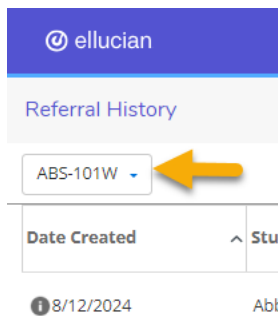 ellucian
Referral History
ABS-101W
Date Created Stu
8/12/2024 Abb